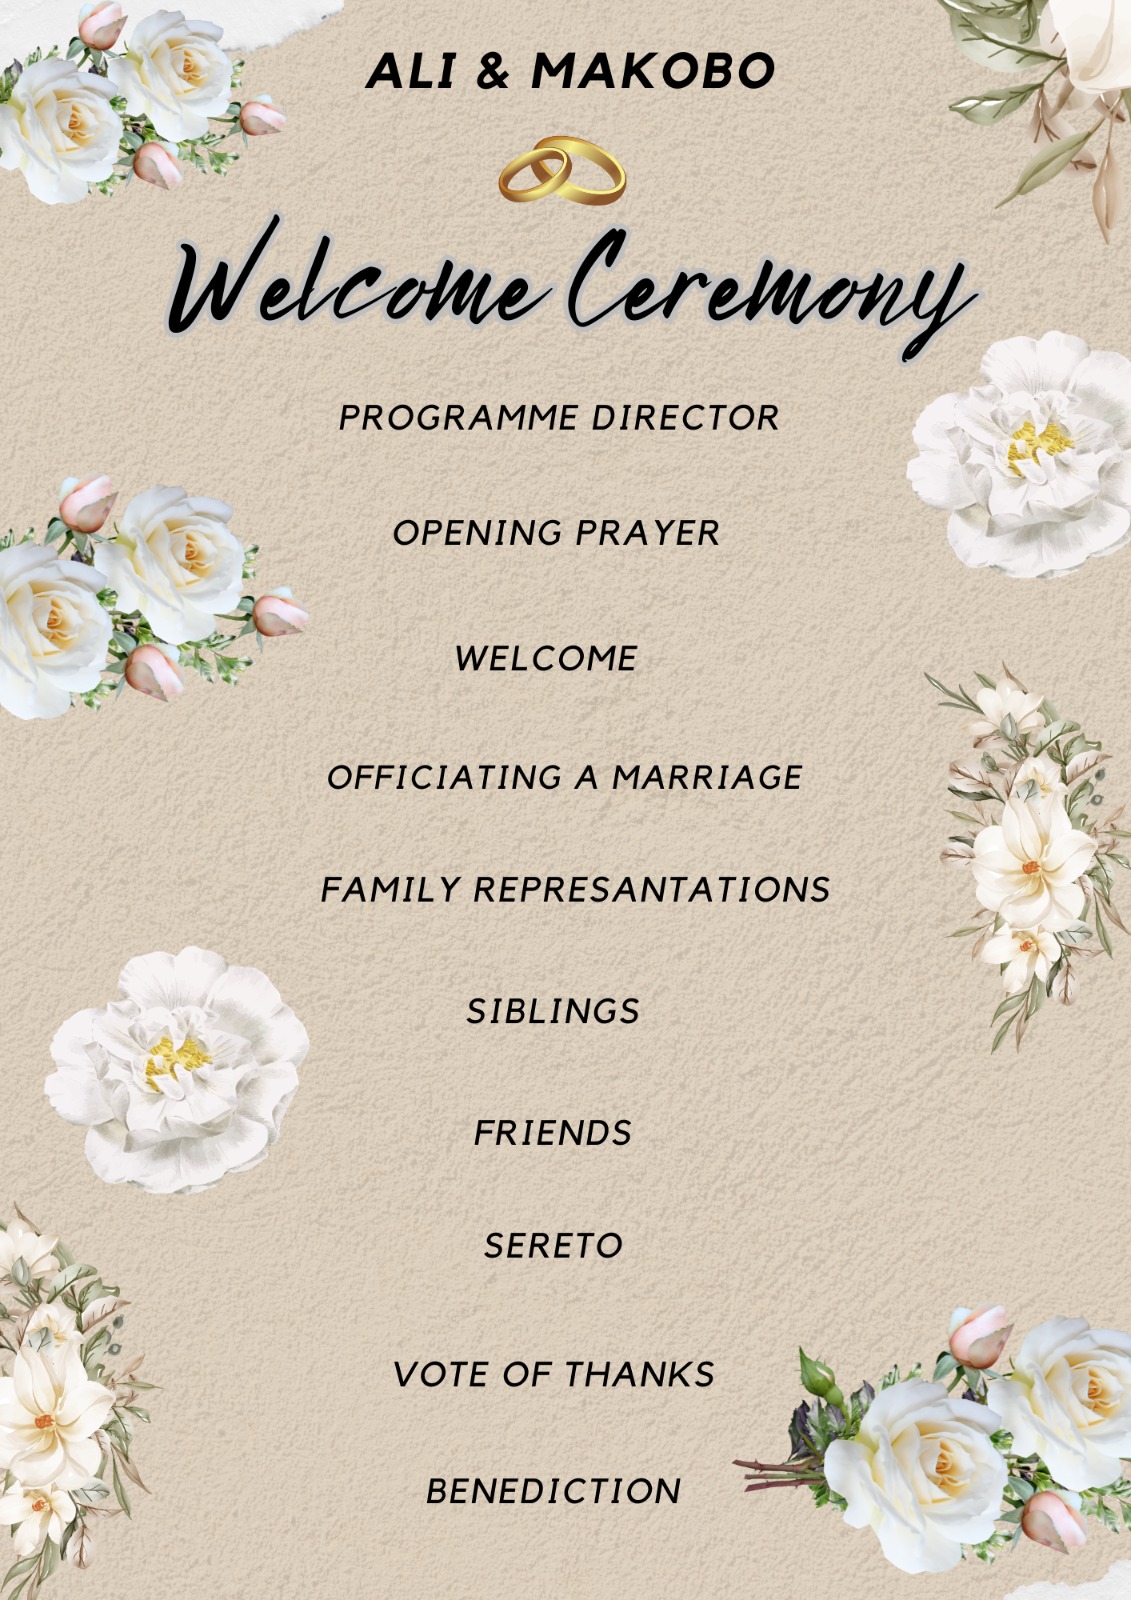 ALI & MAKOBO
Welcome Ceremony
PROGRAMME DIRECTOR
OPENING PRAYER
WELCOME
OFFICIATING A MARRIAGE
FAMILY REPRESANTATIONS
SIBLINGS
FRIENDS
SERETO
VOTE OF THANKS
BENEDICTION